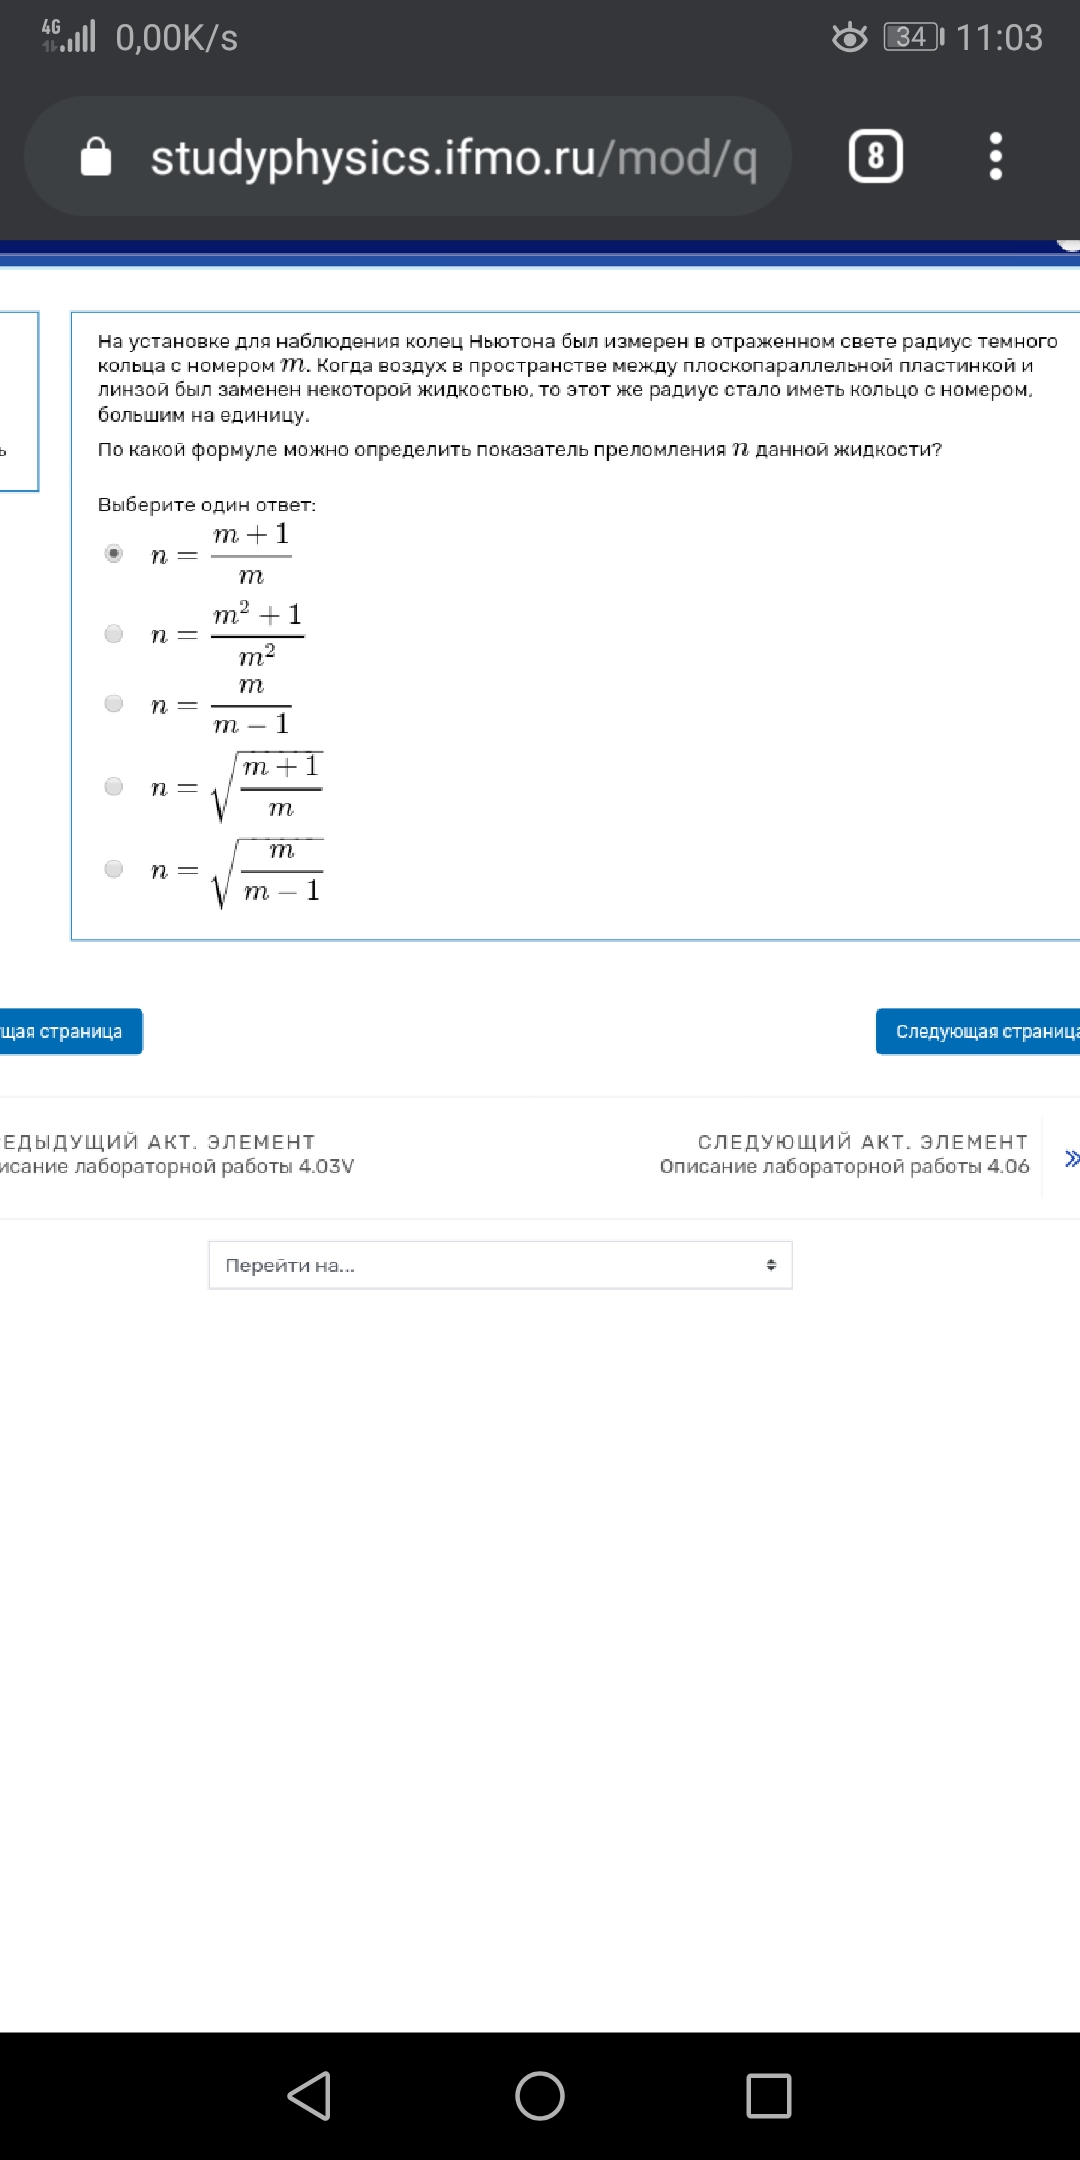 4G
0,00K/s
34
11:03
studyphysics.ifmo.ru/mod/q
8
На установке для наблюдения колец Ньютона был измерен в отраженном свете радиус темного
кольца с номером m. Когда воздух в пространстве между плоскопараллельной пластинкой и
линзой был заменен некоторой жидкостью, то этот же радиус стало иметь кольцо с номером,
большим на единицу.
ь
По какой формуле можно определить показатель преломления n данной жидкости?
Выберите один ответ:
n = \frac{m + 1}{m}
n = \frac{m^2 + 1}{m^2}
n = \frac{m}{m - 1}
n = \sqrt{\frac{m + 1}{m}}
n = \sqrt{\frac{m}{m - 1}}
щая страница
Следующая страница
ЕДЫДУЩИЙ АКТ. ЭЛЕМЕНТ
исание лабораторной работы 4.03V
СЛЕДУЮЩИЙ АКТ. ЭЛЕМЕНТ
Описание лабораторной работы 4.06
Перейти на...